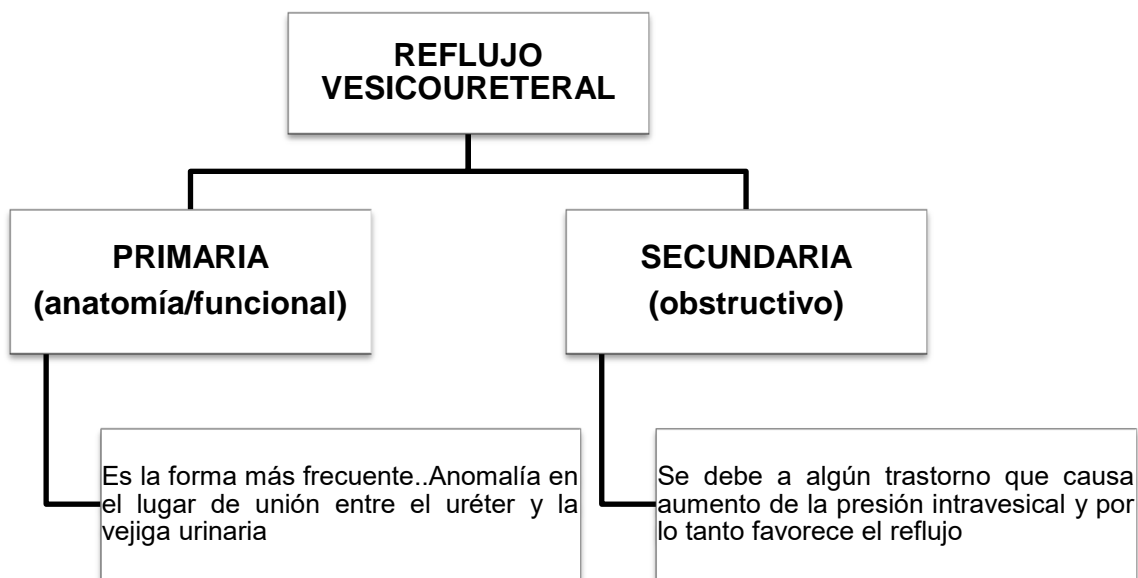 REFLUJO
VESICOURETERAL
PRIMARIA
(anatomía/funcional)
SECUNDARIA
(obstructivo)
Es la forma más frecuente..Anomalía en
el lugar de unión entre el uréter y la
vejiga urinaria
Se debe a algún trastorno que causa
aumento de la presión intravesical y por
lo tanto favorece el reflujo